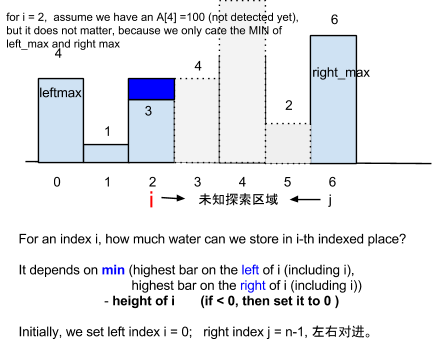 for i = 2, assume we have an A[4] =100 (not detected yet),
but it does not matter, because we only care the MIN of
left_max and right max
6
4
4
leftmax
right_max
3
2
1
0 1 2 3 4 5 6
i 未知探索区域 j
For an index i, how much water can we store in i-th indexed place?
It depends on min (highest bar on the left of i (including i),
highest bar on the right of i (including i))
- height of i (if < 0, then set it to 0 )
Initially, we set left index i = 0; right index j = n-1, 左右对进。